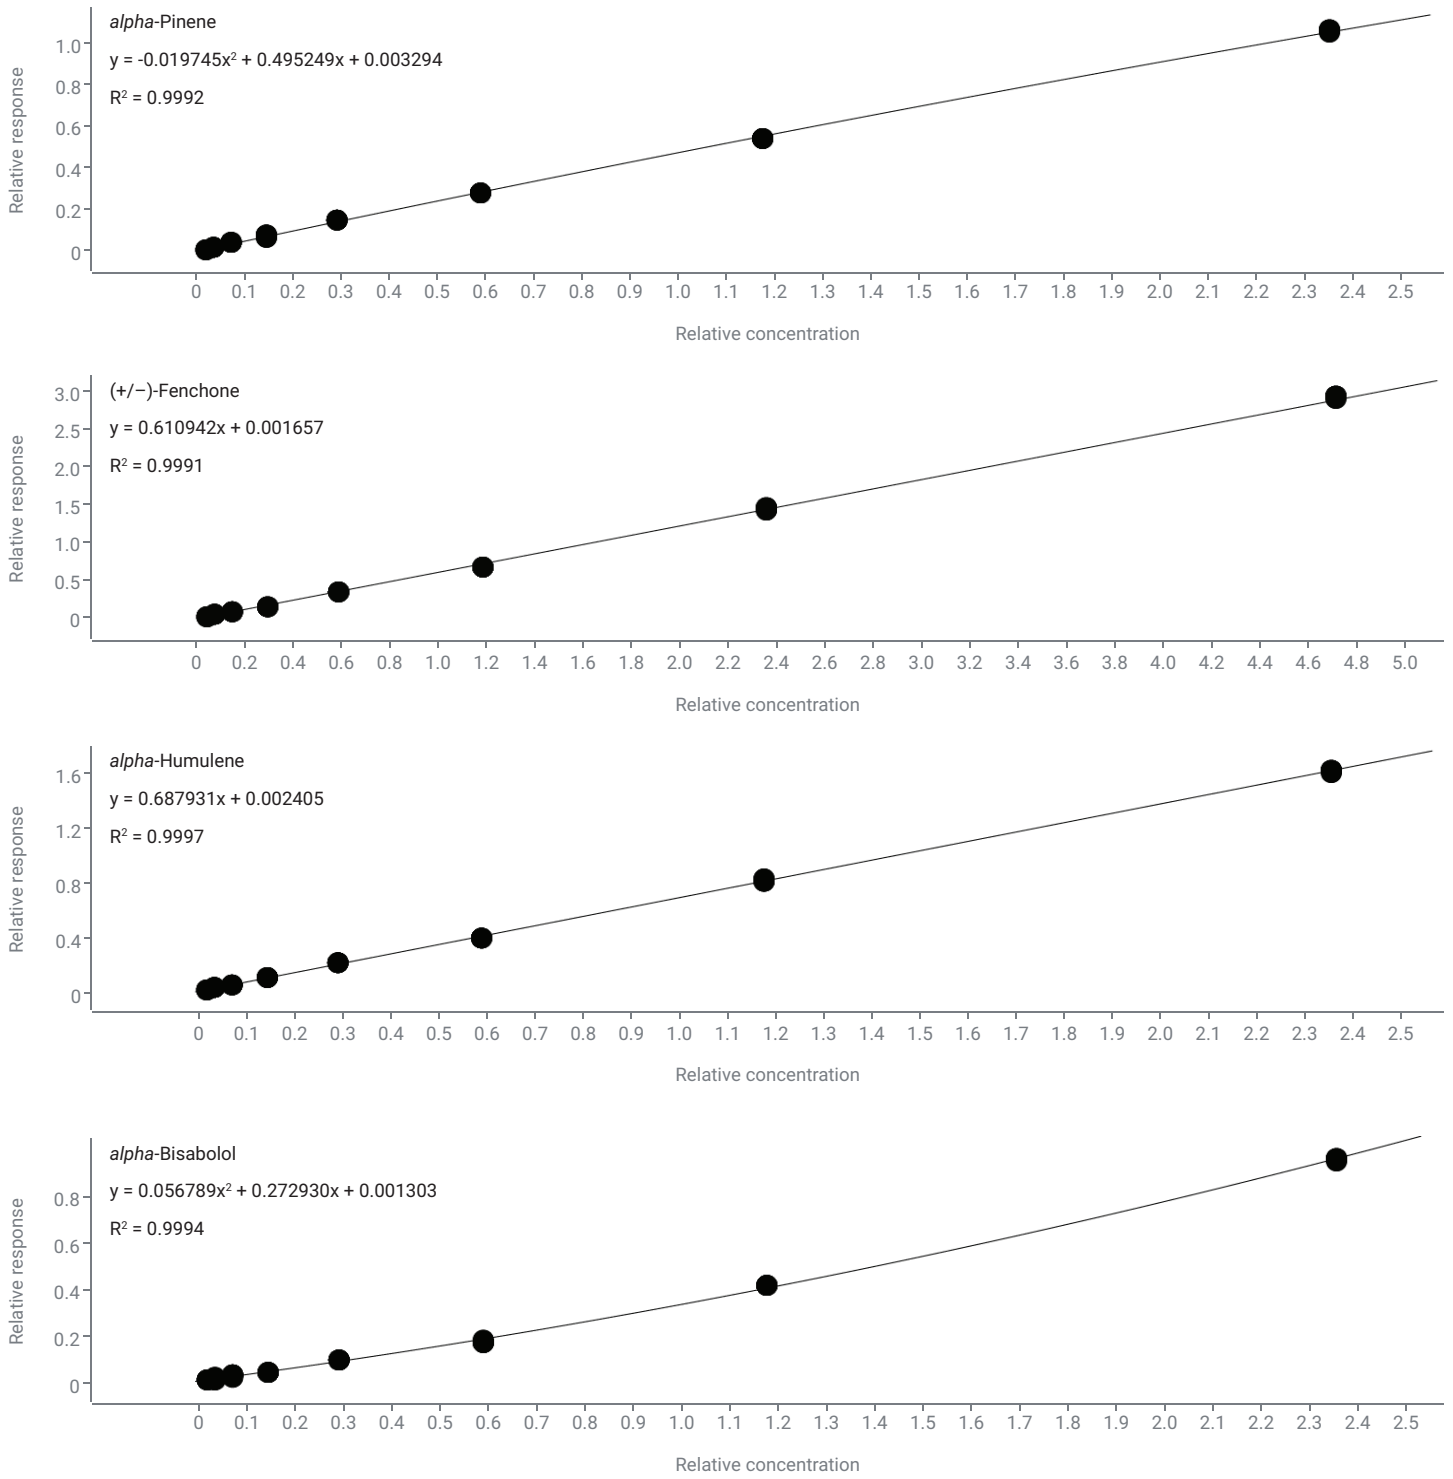 alpha-Pinene
y = -0.019745x² + 0.495249x + 0.003294
R² = 0.9992
Relative response
1.0
0.8
0.6
0.4
0.2
0
0 0.1 0.2 0.3 0.4 0.5 0.6 0.7 0.8 0.9 1.0 1.1 1.2 1.3 1.4 1.5 1.6 1.7 1.8 1.9 2.0 2.1 2.2 2.3 2.4 2.5
Relative concentration
(+/−)-Fenchone
y = 0.610942x + 0.001657
R² = 0.9991
Relative response
3.0
2.5
2.0
1.5
1.0
0.5
0
0 0.2 0.4 0.6 0.8 1.0 1.2 1.4 1.6 1.8 2.0 2.2 2.4 2.6 2.8 3.0 3.2 3.4 3.6 3.8 4.0 4.2 4.4 4.6 4.8 5.0
Relative concentration
alpha-Humulene
y = 0.687931x + 0.002405
R² = 0.9997
Relative response
1.6
1.2
0.8
0.4
0
0 0.1 0.2 0.3 0.4 0.5 0.6 0.7 0.8 0.9 1.0 1.1 1.2 1.3 1.4 1.5 1.6 1.7 1.8 1.9 2.0 2.1 2.2 2.3 2.4 2.5
Relative concentration
alpha-Bisabolol
y = 0.056789x² + 0.272930x + 0.001303
R² = 0.9994
Relative response
0.8
0.6
0.4
0.2
0
0 0.1 0.2 0.3 0.4 0.5 0.6 0.7 0.8 0.9 1.0 1.1 1.2 1.3 1.4 1.5 1.6 1.7 1.8 1.9 2.0 2.1 2.2 2.3 2.4 2.5
Relative concentration